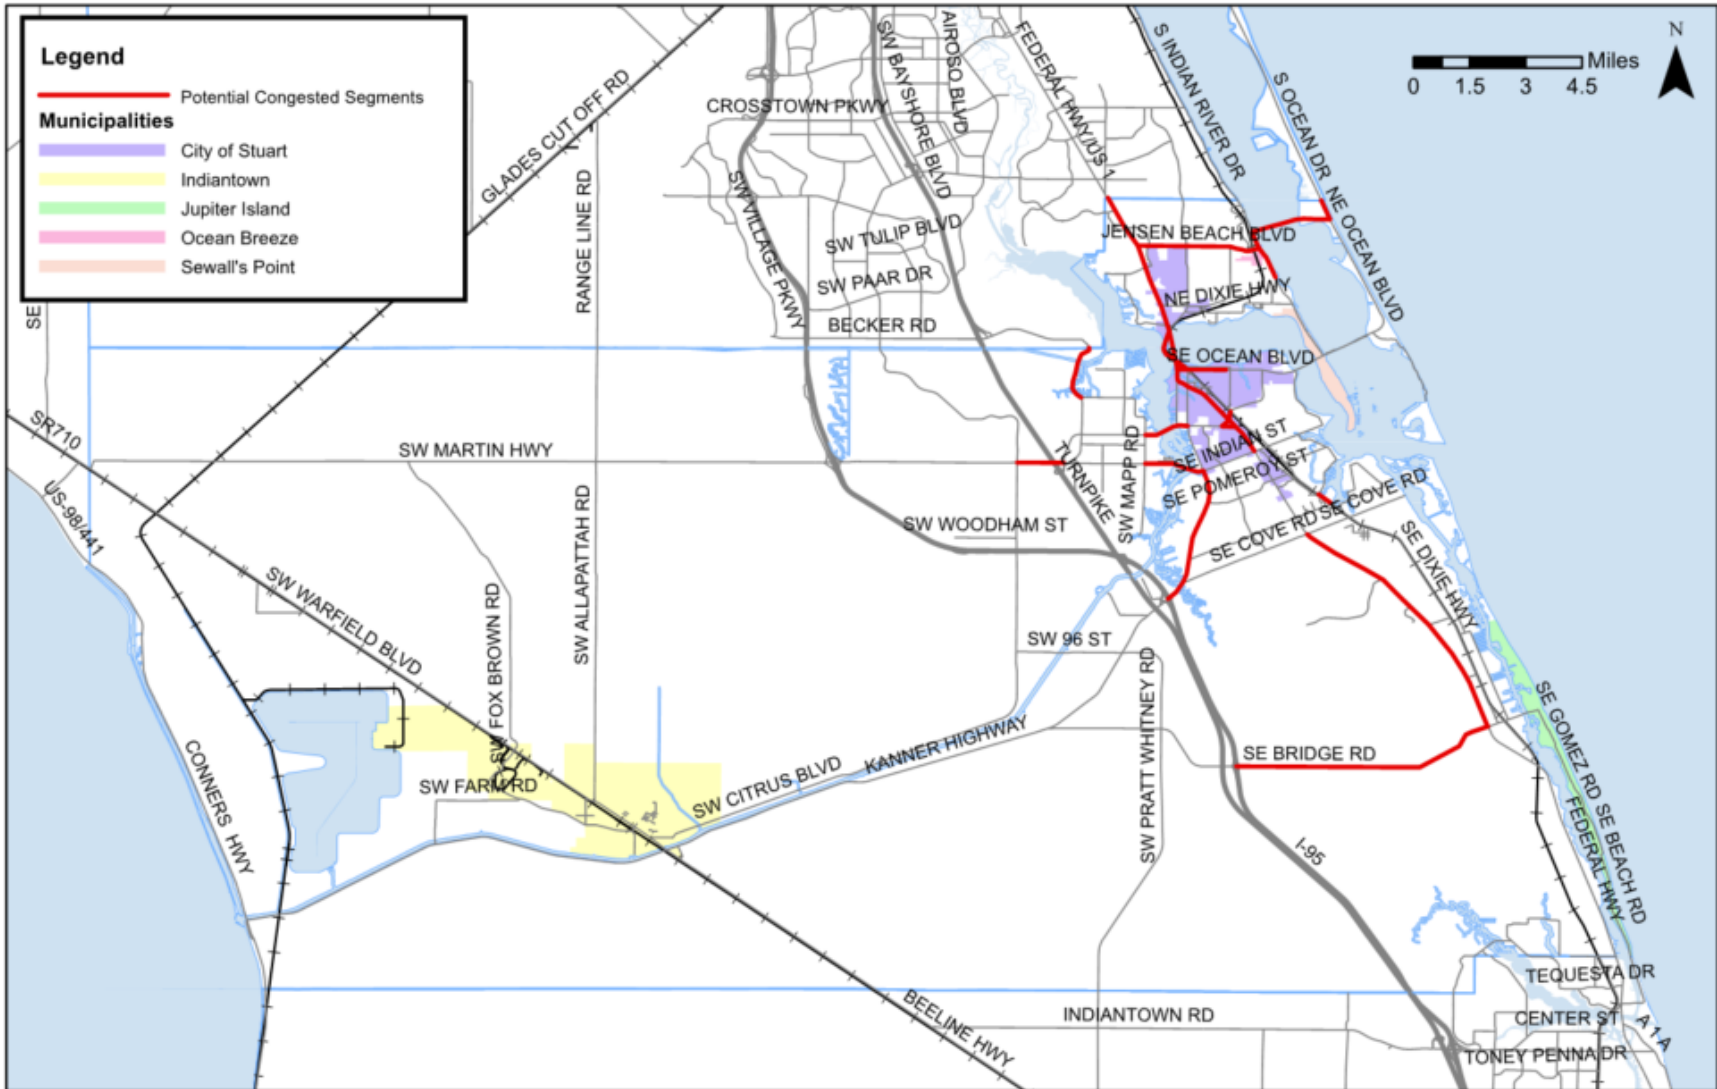 Legend
Potential Congested Segments
Municipalities
City of Stuart
Indiantown
Jupiter Island
Ocean Breeze
Sewall's Point
N
Miles
0 1.5 3 4.5
GLADES CUT OFF RD
CROSSTOWN PKWY
SW BAYSHORE BLVD
AIROSO BLVD
FEDERAL HWY/US 1
S INDIAN RIVER DR
S OCEAN DR
NE OCEAN BLVD
RANGE LINE RD
SW VILLAGE PKWY
SW TULIP BLVD
SW PAAR DR
BECKER RD
JENSEN BEACH BLVD
NE DIXIE HWY
SE OCEAN BLVD
SE
SR710
US-98/441
SW MARTIN HWY
TURNPIKE
SW MAPP RD
SE INDIAN ST
SE POMEROY ST
SE COVE RD
SE COVE RD
SE DIXIE HWY
SW WOODHAM ST
SW ALLAPATTAH RD
SW WARFIELD BLVD
SW FOX BROWN RD
SW 96 ST
SW PRATT WHITNEY RD
SE BRIDGE RD
SE GOMEZ RD
SE BEACH RD
FEDERAL HWY
CONNERS HWY
SW FARM RD
SW CITRUS BLVD
KANNER HIGHWAY
I-95
BEELINE HWY
INDIANTOWN RD
TEQUESTA DR
CENTER ST
A 1 A
TONEY PENNA DR